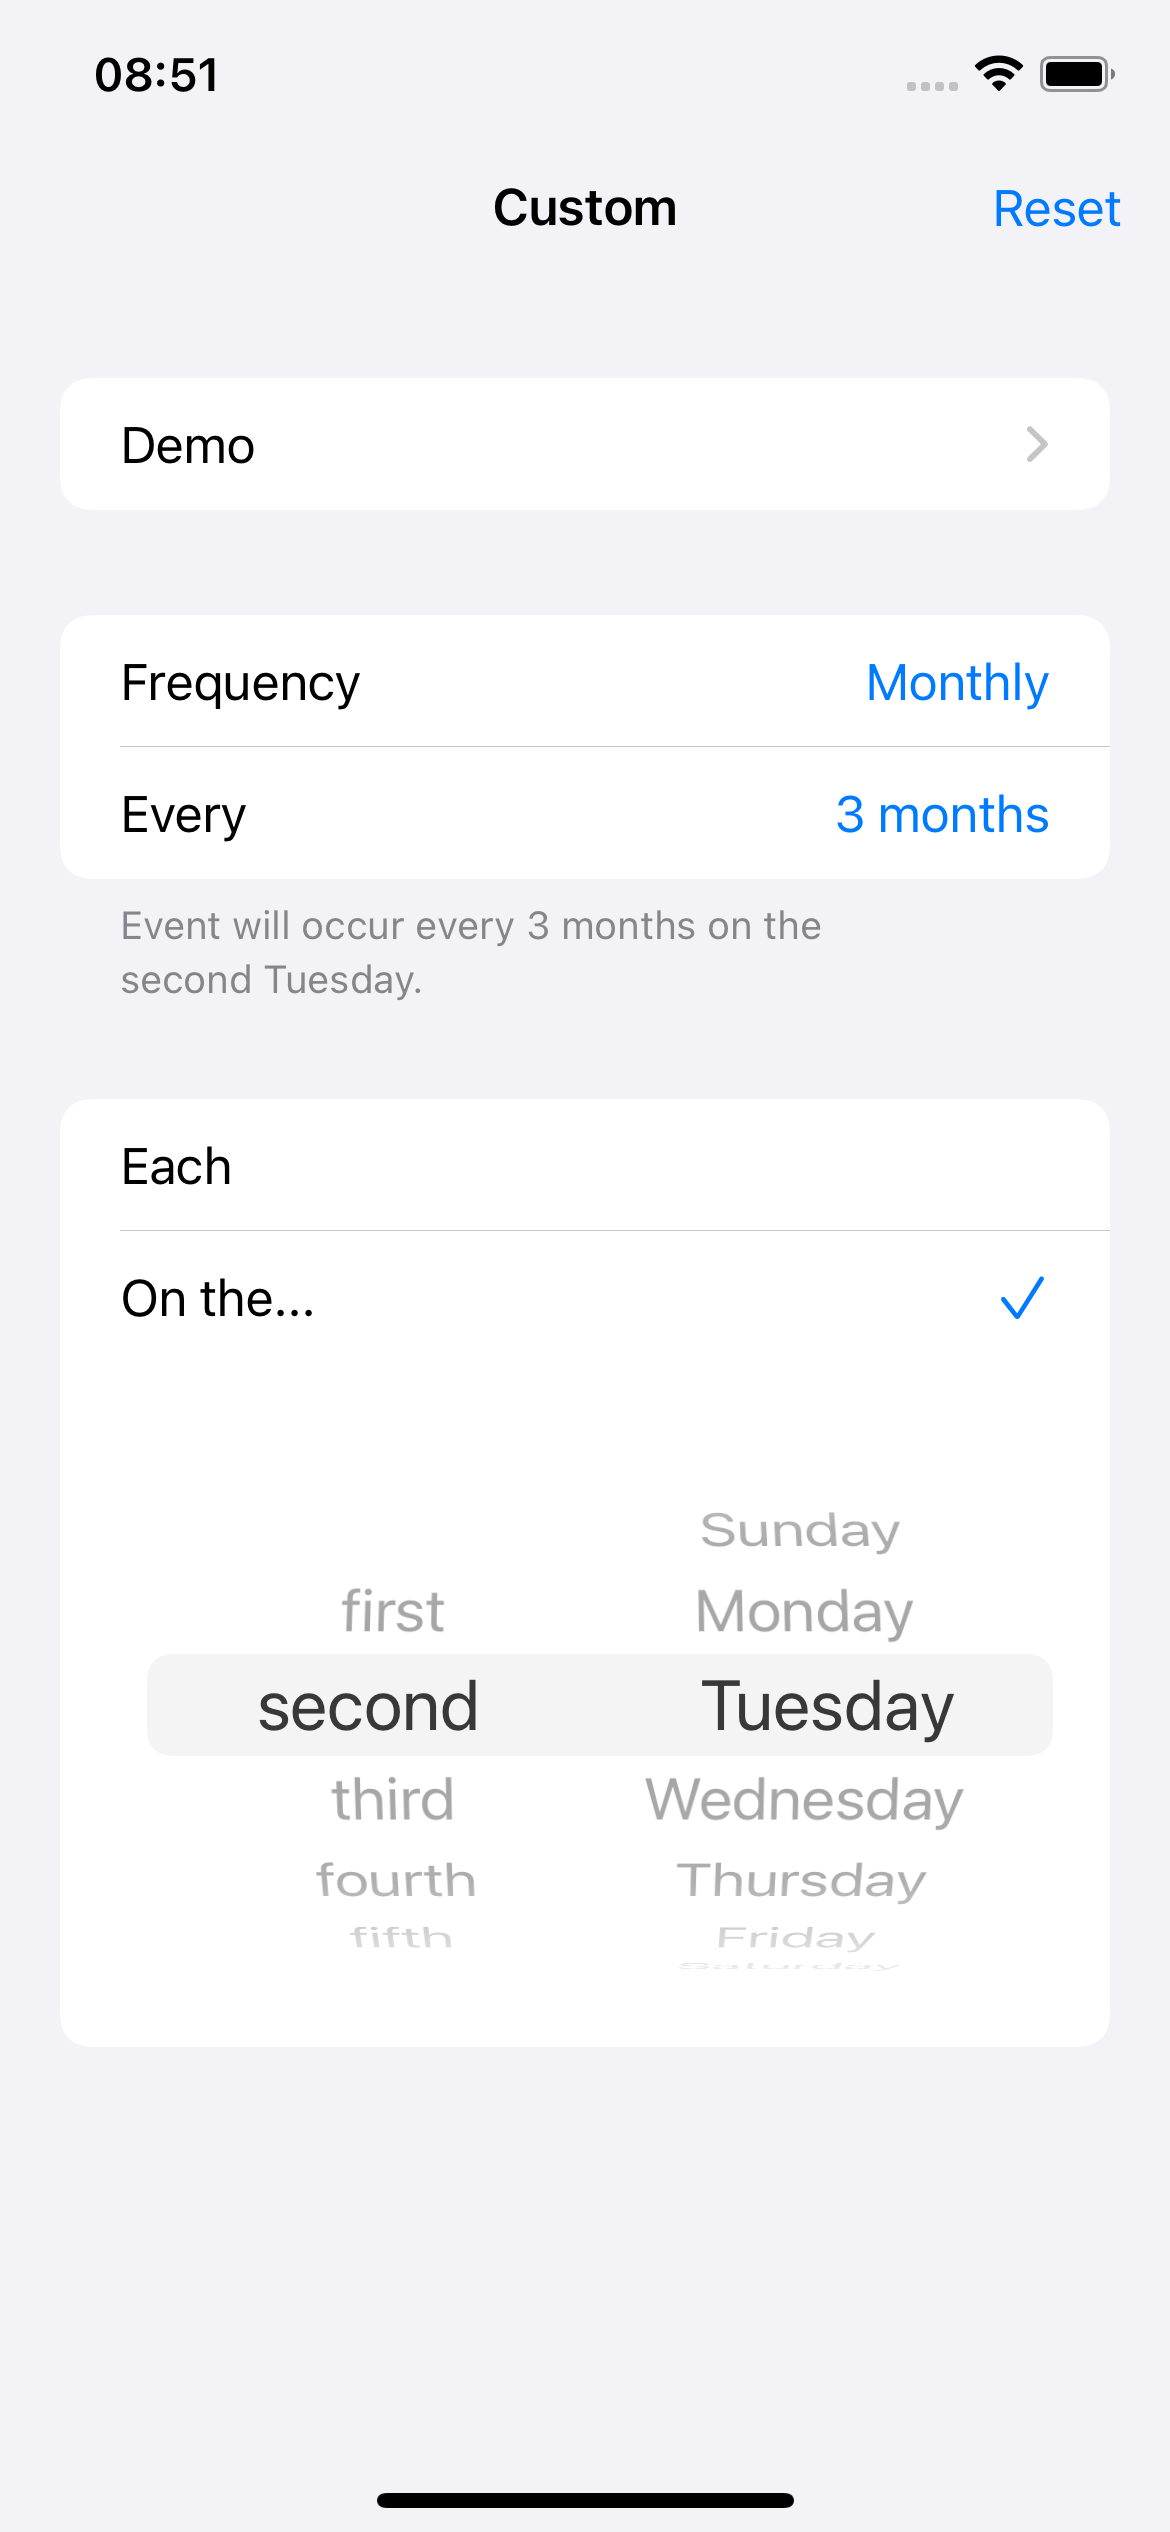 08:51
Custom
Reset
Demo
Frequency
Monthly
Every
3 months
Event will occur every 3 months on the
second Tuesday.
Each
On the...
Sunday
first
Monday
second
Tuesday
third
Wednesday
fourth
Thursday
fifth
Friday
Saturday